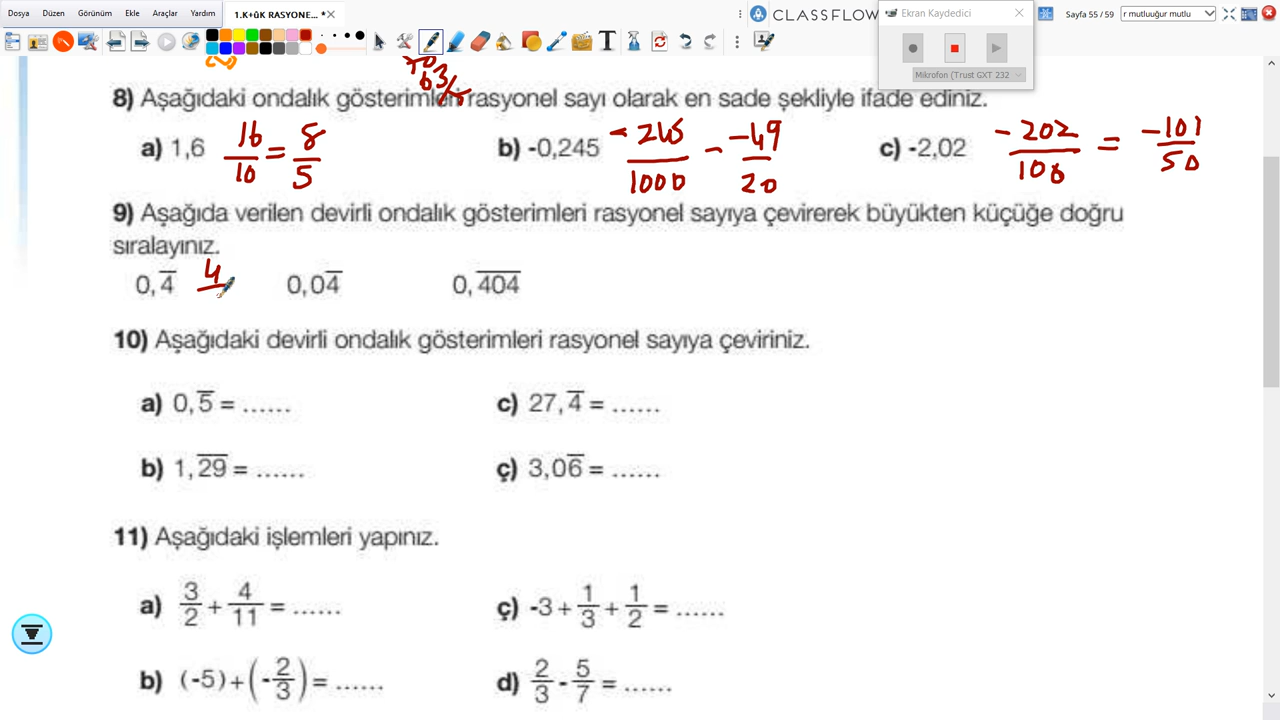 Dosya Düzen Görünüm Ekle Araçlar Yardım 1.K+ûK RASYONE... *
CLASSFLOW
Ekran Kaydedici
Sayfa 55 / 59
r mutluuğur mutlu
Mikrofon (Trust GXT 232
63/
8) Aşağıdaki ondalık gösterimleri rasyonel sayı olarak en sade şekliyle ifade ediniz.
a) 1,6 16/10 = 8/5 b) -0,245 -245/1000 - -49/20 c) -2,02 -202/100 = -101/50
9) Aşağıda verilen devirli ondalık gösterimleri rasyonel sayıya çevirerek büyükten küçüğe doğru
sıralayınız.
0,4̅ 4 0,04̅ 0,4̅0̅4̅
10) Aşağıdaki devirli ondalık gösterimleri rasyonel sayıya çeviriniz.
a) 0,5̅ = ...... c) 27,4̅ = ......
b) 1,2̅9̅ = ...... ç) 3,06̅ = ......
11) Aşağıdaki işlemleri yapınız.
a) 3/2 + 4/11 = ...... ç) -3 + 1/3 + 1/2 = ......
b) (-5)+(-2/3) = ...... d) 2/3 - 5/7 = ......